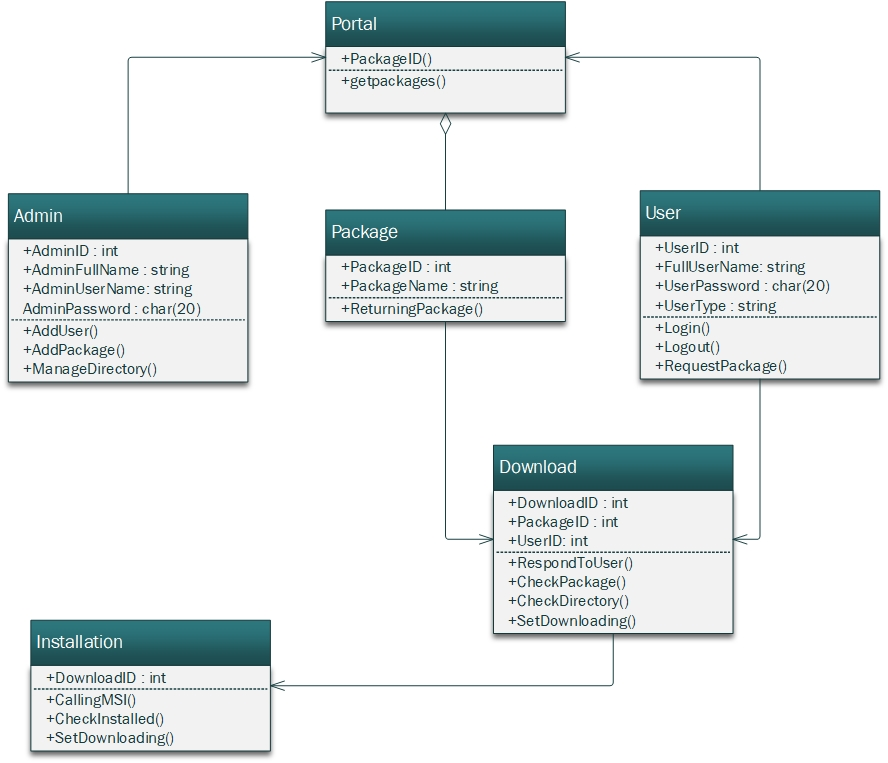 Portal
+PackageID()
+getpackages()
Admin
+AdminID : int
+AdminFullName : string
+AdminUserName: string
AdminPassword : char(20)
+AddUser()
+AddPackage()
+ManageDirectory()
Package
+PackageID : int
+PackageName : string
+ReturningPackage()
User
+UserID : int
+FullUserName: string
+UserPassword : char(20)
+UserType : string
+Login()
+Logout()
+RequestPackage()
Download
+DownloadID : int
+PackageID : int
+UserID: int
+RespondToUser()
+CheckPackage()
+CheckDirectory()
+SetDownloading()
Installation
+DownloadID : int
+CallingMSI()
+CheckInstalled()
+SetDownloading()